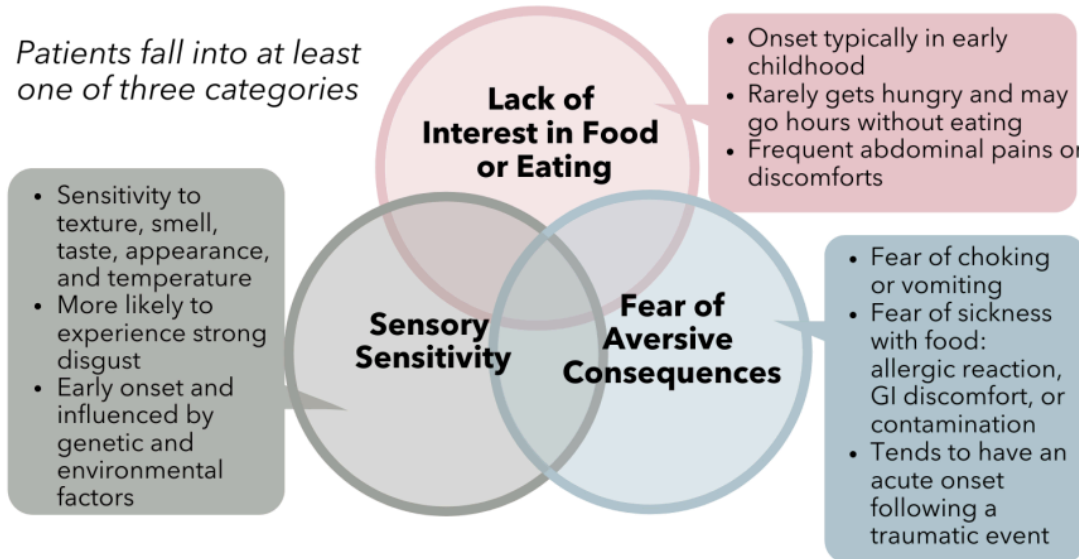 Patients fall into at least
one of three categories
Lack of
Interest in Food
or Eating
• Onset typically in early
childhood
• Rarely gets hungry and may
go hours without eating
• Frequent abdominal pains or
discomforts
• Sensitivity to
texture, smell,
taste, appearance,
and temperature
• More likely to
experience strong
disgust
• Early onset and
influenced by
genetic and
environmental
factors
Sensory
Sensitivity
Fear of
Aversive
Consequences
• Fear of choking
or vomiting
• Fear of sickness
with food:
allergic reaction,
GI discomfort, or
contamination
• Tends to have an
acute onset
following a
traumatic event